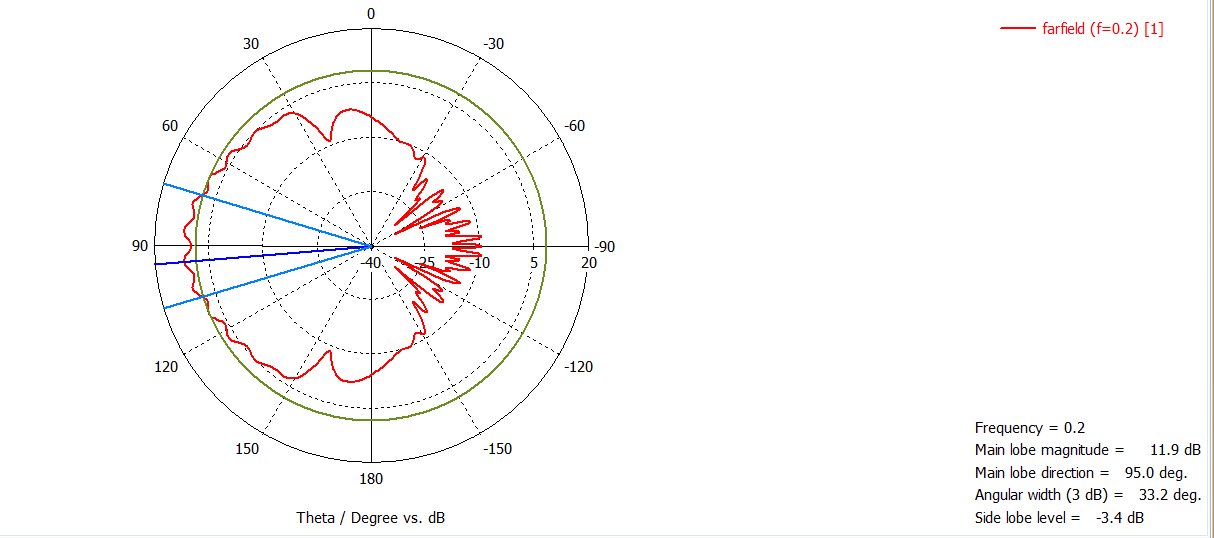 0
30
-30
farfield (f=0.2) [1]
60
-60
90
-90
-40
-25
-10
5
20
120
-120
150
-150
180
Theta / Degree vs. dB
Frequency = 0.2
Main lobe magnitude = 11.9 dB
Main lobe direction = 95.0 deg.
Angular width (3 dB) = 33.2 deg.
Side lobe level = -3.4 dB